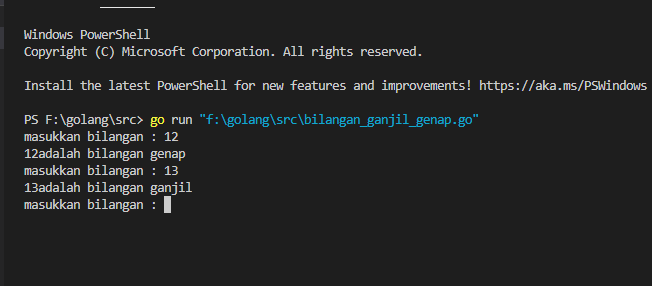 Windows PowerShell
Copyright (C) Microsoft Corporation. All rights reserved.
Install the latest PowerShell for new features and improvements! https://aka.ms/PSWindows
PS F:\golang\src> go run "f:\golang\src\bilangan_ganjil_genap.go"
masukkan bilangan : 12
12adalah bilangan genap
masukkan bilangan : 13
13adalah bilangan ganjil
masukkan bilangan :